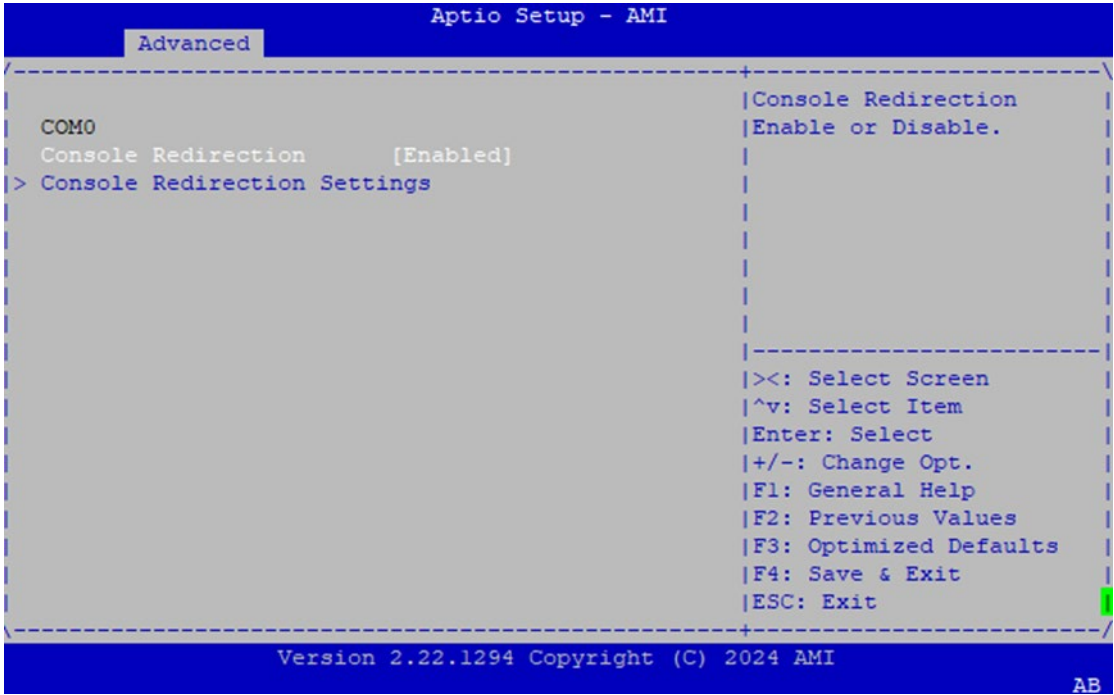 Aptio Setup - AMI
Advanced
Console Redirection
COM0 Enable or Disable.
Console Redirection [Enabled]
> Console Redirection Settings
><: Select Screen
^v: Select Item
Enter: Select
+/-: Change Opt.
F1: General Help
F2: Previous Values
F3: Optimized Defaults
F4: Save & Exit
ESC: Exit
Version 2.22.1294 Copyright (C) 2024 AMI
AB